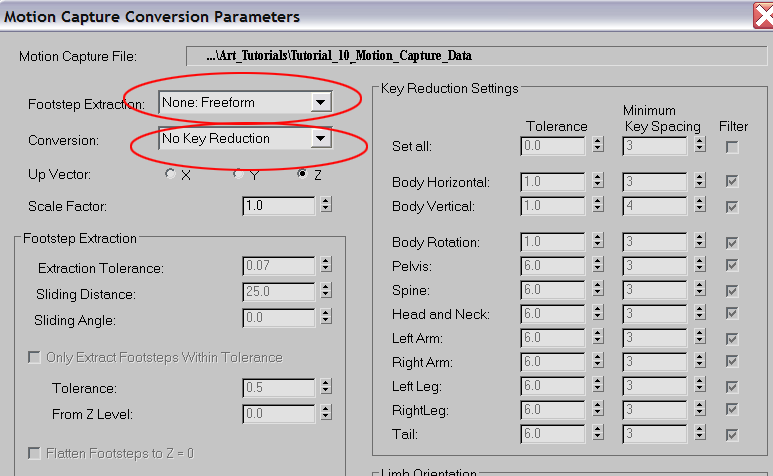 Motion Capture Conversion Parameters
Motion Capture File:
...\Art_Tutorials\Tutorial_10_Motion_Capture_Data
Footstep Extraction: None: Freeform
Conversion: No Key Reduction
Up Vector: X Y Z
Scale Factor: 1.0
Footstep Extraction
Extraction Tolerance: 0.07
Sliding Distance: 25.0
Sliding Angle: 0.0
Only Extract Footsteps Within Tolerance
Tolerance: 0.5
From Z Level: 0.0
Flatten Footsteps to Z = 0
Key Reduction Settings
Minimum
Tolerance Key Spacing Filter
Set all: 0.0 3
Body Horizontal: 1.0 3
Body Vertical: 1.0 4
Body Rotation: 1.0 3
Pelvis: 6.0 3
Spine: 6.0 3
Head and Neck: 6.0 3
Left Arm: 6.0 3
Right Arm: 6.0 3
Left Leg: 6.0 3
RightLeg: 6.0 3
Tail: 6.0 3
Limb Orientation